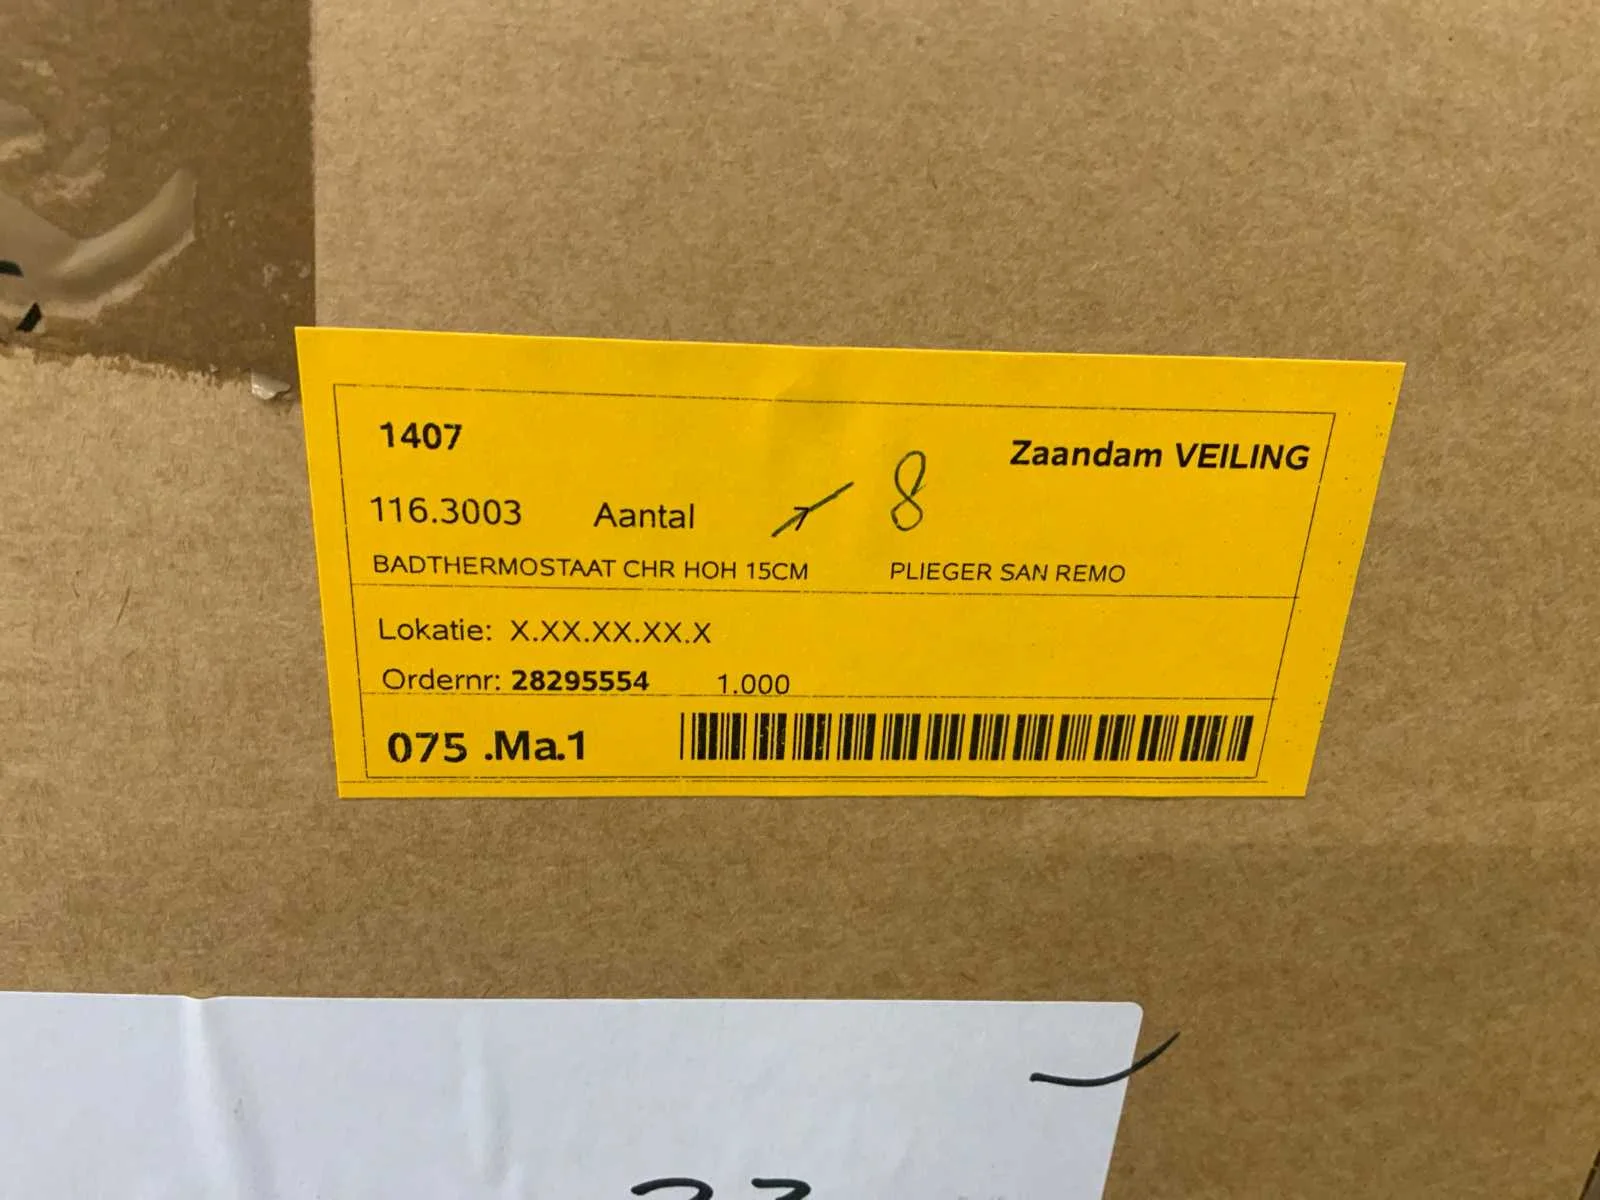 1407
Zaandam VEILING
116.3003 Aantal 7 8
BADTHERMOSTAAT CHR HOH 15CM PLIEGER SAN REMO
Lokatie: X.XX.XX.XX.X
Ordernr: 28295554 1.000
075 .Ma.1